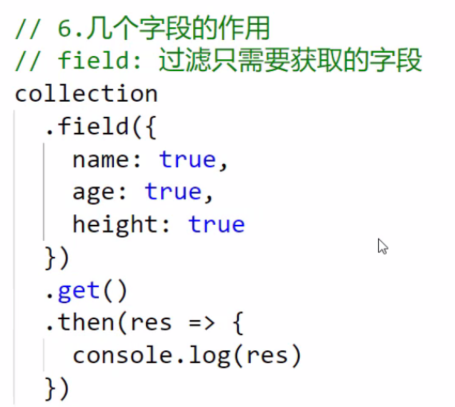 // 6.几个字段的作用
// field: 过滤只需要获取的字段
collection
  .field({
    name: true,
    age: true,
    height: true
  })
  .get()
  .then(res => {
    console.log(res)
  })